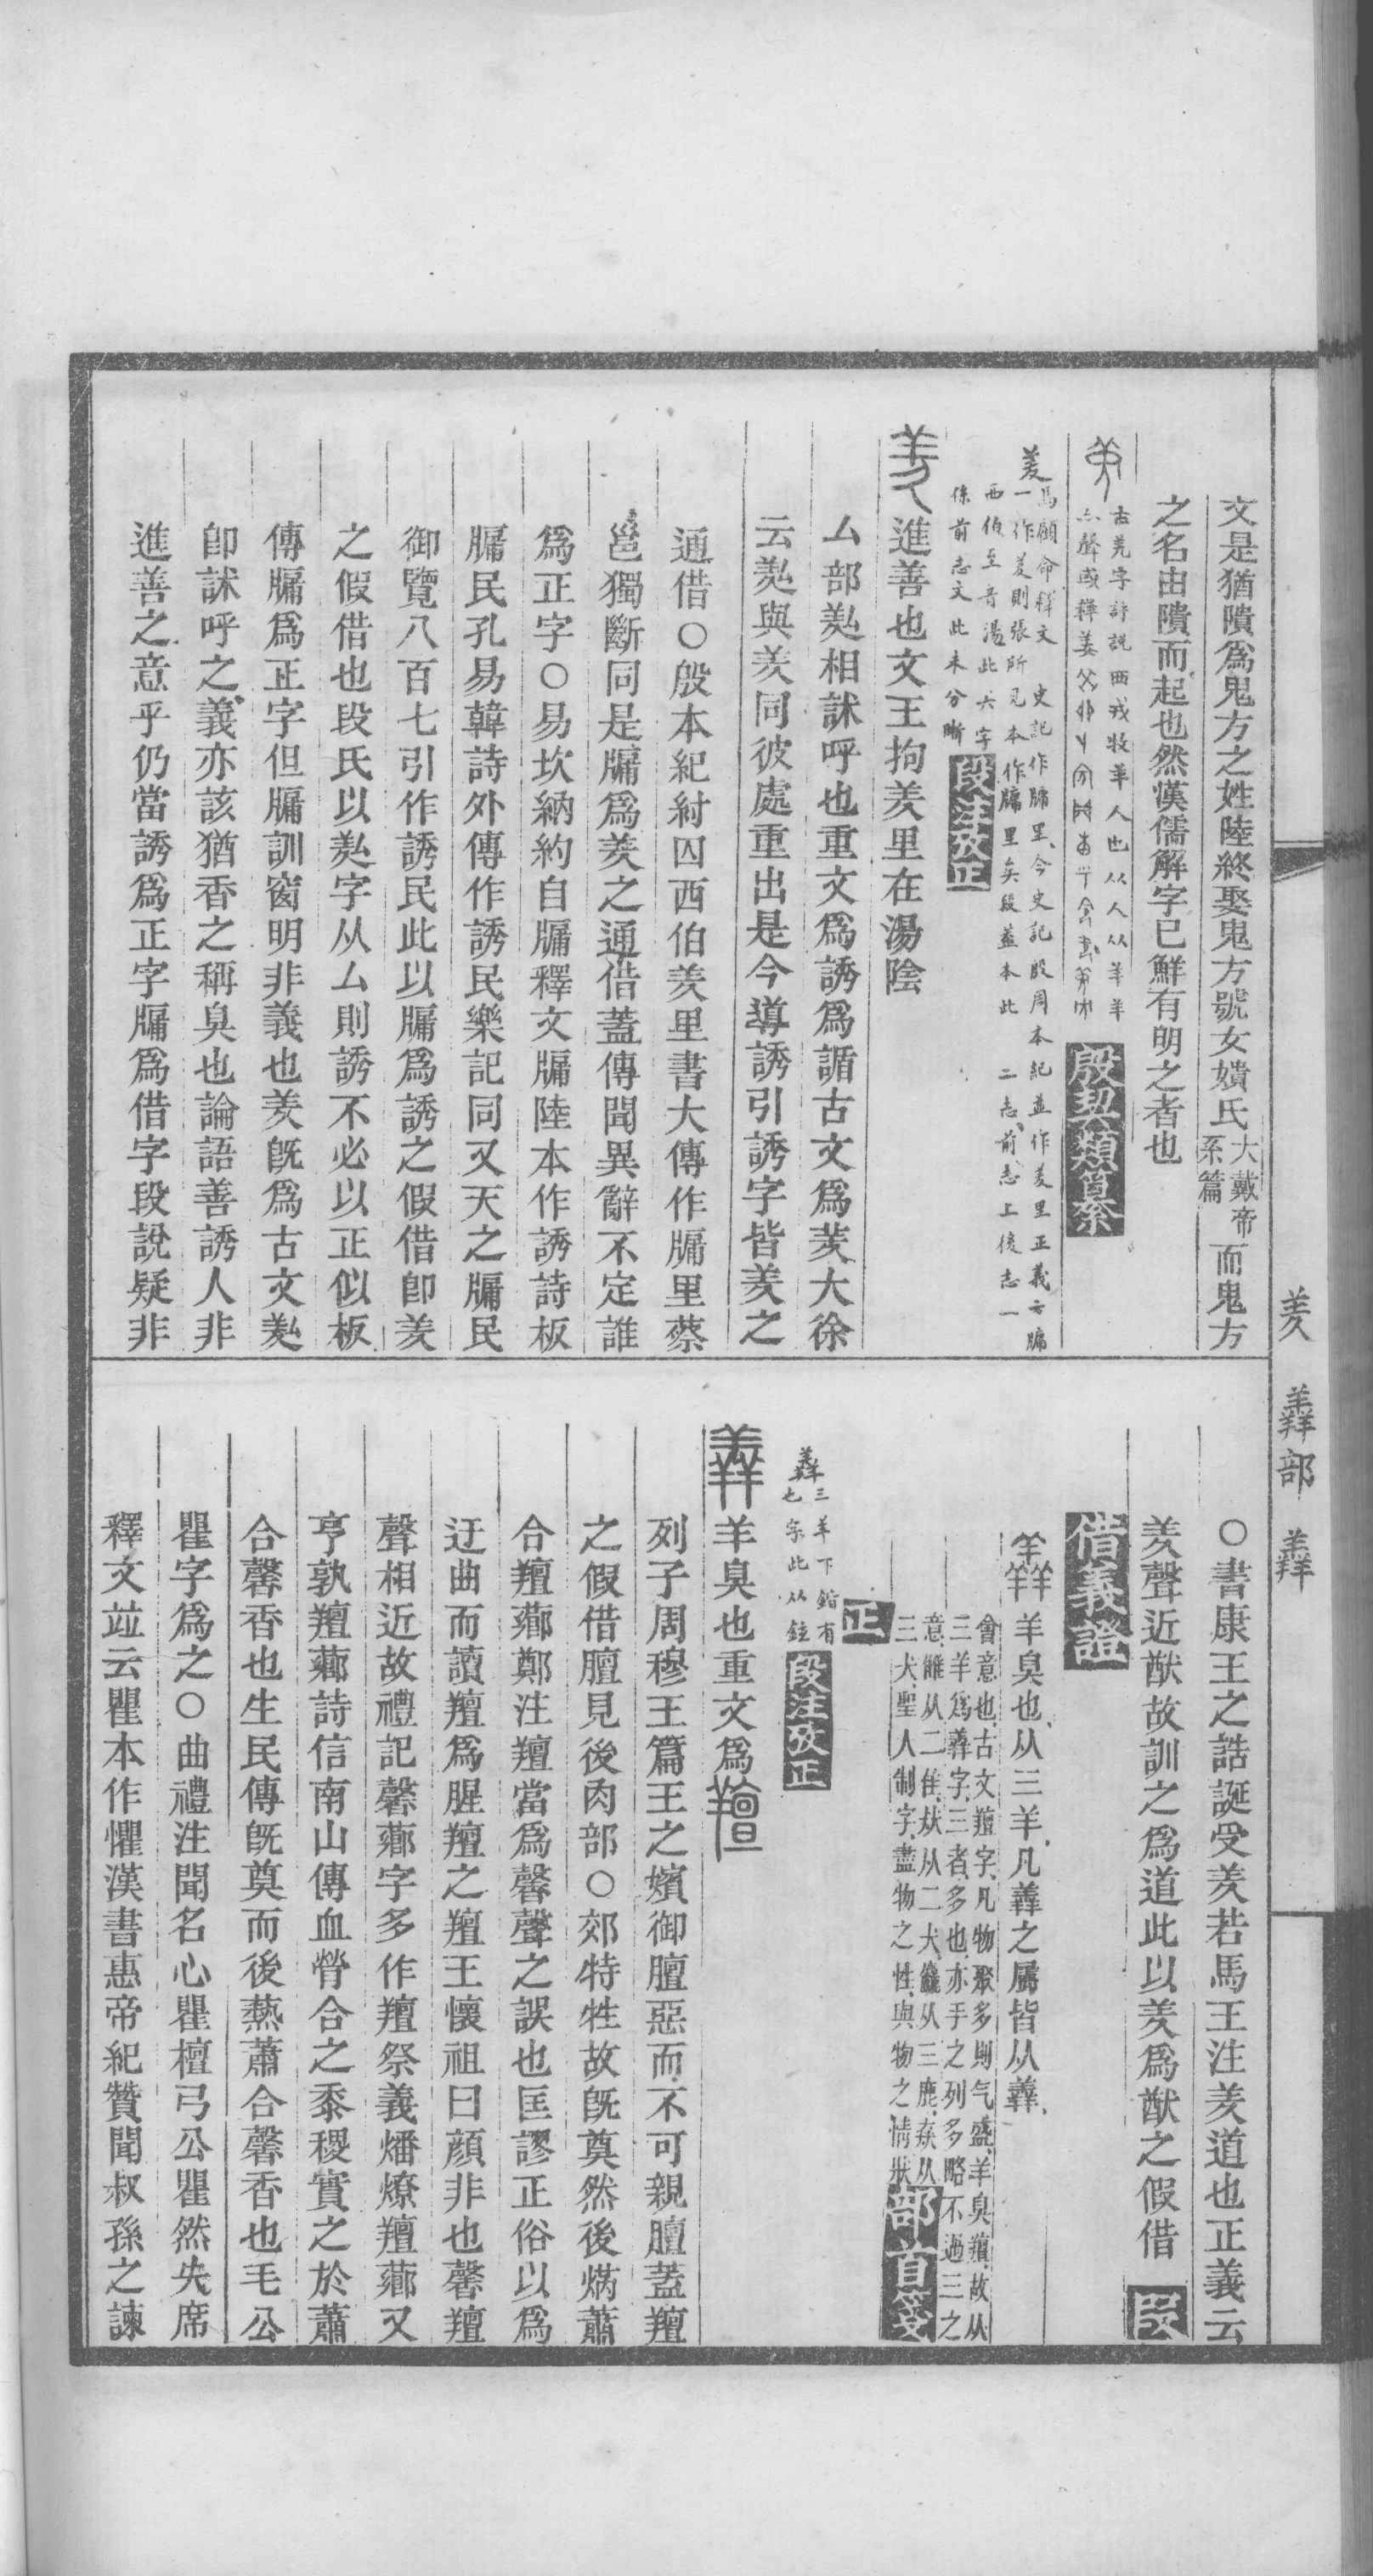 文是猶隤爲鬼方之姓陸終娶鬼方號女嬇氏大戴帝系篇而鬼方
之名由隤而起也然漢儒解字已鮮有明之者也
古羌字許說西戎牧羊人也从人从羊羊
亦聲 殷契類纂
羑 馬顧命釋文 史記作牖里今史記殷周本紀並作羑里正義云牖
一作羑則張所見本作牖里矣段蓋本此 二志前志上後志一
西伯至音湯此六字
係前志文此未分晰 段注攷正
羑 進善也文王拘羑里在湯陰
厶部羑相訹呼也重文爲誘爲䛻古文爲羑大徐
云羑與羑同彼處重出是今導誘引誘字皆羑之
通借○殷本紀紂囚西伯羑里書大傳作牖里蔡
邕獨斷同是牖爲羑之通借蓋傳聞異辭不定誰
爲正字○易坎納約自牖釋文牖陸本作誘詩板
牖民孔易韓詩外傳作誘民樂記同又天之牖民
御覽八百七引作誘民此以牖爲誘之假借卽羑
之假借也段氏以羑字从厶則誘不必以正似板
傳牖爲正字但牖訓窗明非義也羑旣爲古文羑
卽訹呼之義亦該猶香之稱臭也論語善誘人非
進善之意乎仍當誘爲正字牖爲借字段說疑非
羑 羴部 羴
○書康王之誥誕受羑若馬王注羑道也正義云
羑聲近猷故訓之爲道此以羑爲猷之假借 段
借義證
羴 羊臭也从三羊凡羴之屬皆从羴
會意也古文羶字凡物聚多則气盛羊臭羶故从
三羊爲羴字三者多也亦手之列多略不過三之
意雔从二隹㹜从二犬麤从三鹿猋从
三犬聖人制字盡物之性與物之情狀 部首箋
正
羴 三羊下鍇有
七宗此从鉉 段注攷正
羴 羊臭也重文爲羶
列子周穆王篇王之嬪御膻惡而不可親膻蓋羶
之假借膻見後肉部○郊特牲故旣奠然後焫蕭
合羶薌鄭注羶當爲馨聲之誤也匡謬正俗以爲
迂曲而讀羶爲腥羶之羶王懷祖曰顏非也馨羶
聲相近故禮記馨薌字多作羶祭義燔燎羶薌又
亨孰羶薌詩信南山傳血膋合之黍稷實之於蕭
合馨香也生民傳旣奠而後爇蕭合馨香也毛公
瞿字爲之○曲禮注聞名心瞿檀弓公瞿然失席
釋文竝云瞿本作懼漢書惠帝紀贊聞叔孫之諫